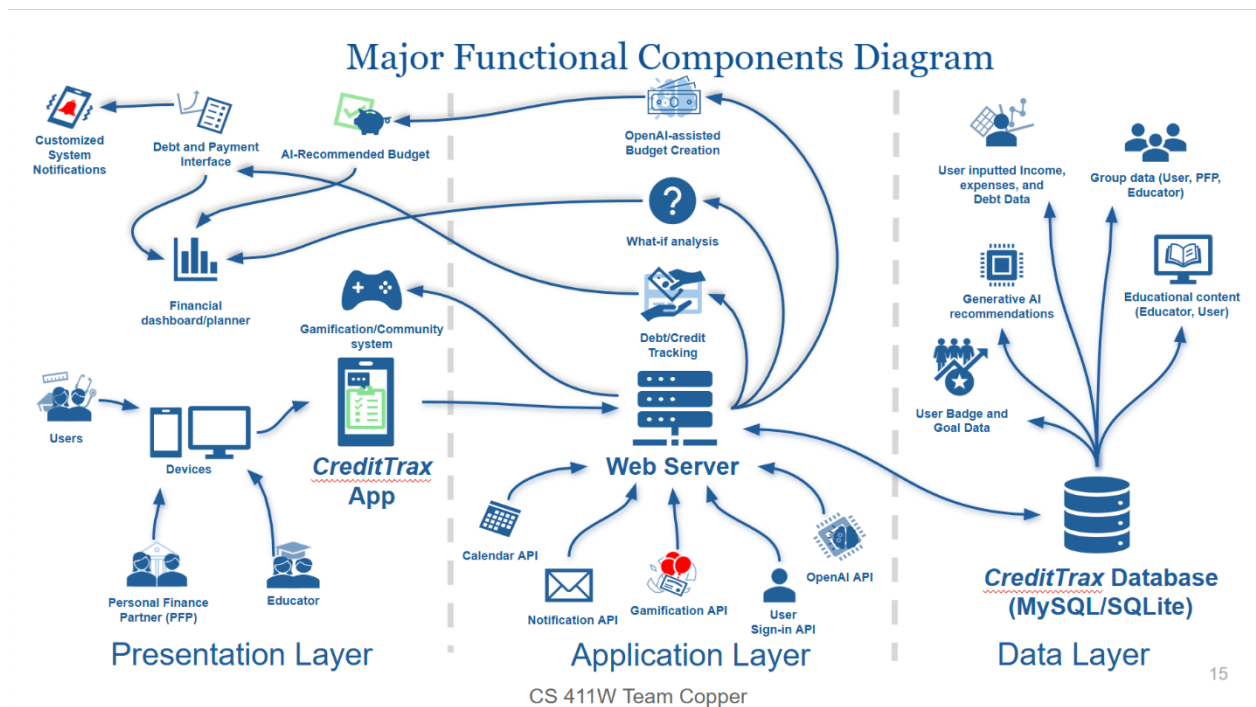 Major Functional Components Diagram
Customized
System
Notifications
Debt and Payment
Interface
AI-Recommended Budget
OpenAI-assisted
Budget Creation
User inputted Income,
expenses, and
Debt Data
Group data (User, PFP,
Educator)
?
What-if analysis
Financial
dashboard/planner
Gamification/Community
system
Debt/Credit
Tracking
Generative AI
recommendations
Educational content
(Educator, User)
User Badge and
Goal Data
Users
Devices
CreditTrax
App
Web Server
Calendar API
Notification API
Gamification API
User
Sign-in API
OpenAI API
Personal Finance
Partner (PFP)
Educator
CreditTrax Database
(MySQL/SQLite)
Presentation Layer
Application Layer
Data Layer
15
CS 411W Team Copper